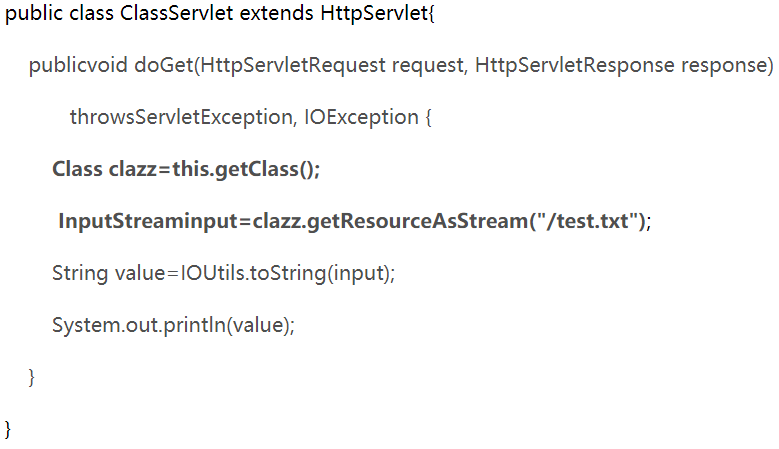 public class ClassServlet extends HttpServlet{
publicvoid doGet(HttpServletRequest request, HttpServletResponse response)
throwsServletException, IOException {
Class clazz=this.getClass();
InputStreaminput=clazz.getResourceAsStream("/test.txt");
String value=IOUtils.toString(input);
System.out.println(value);
}
}